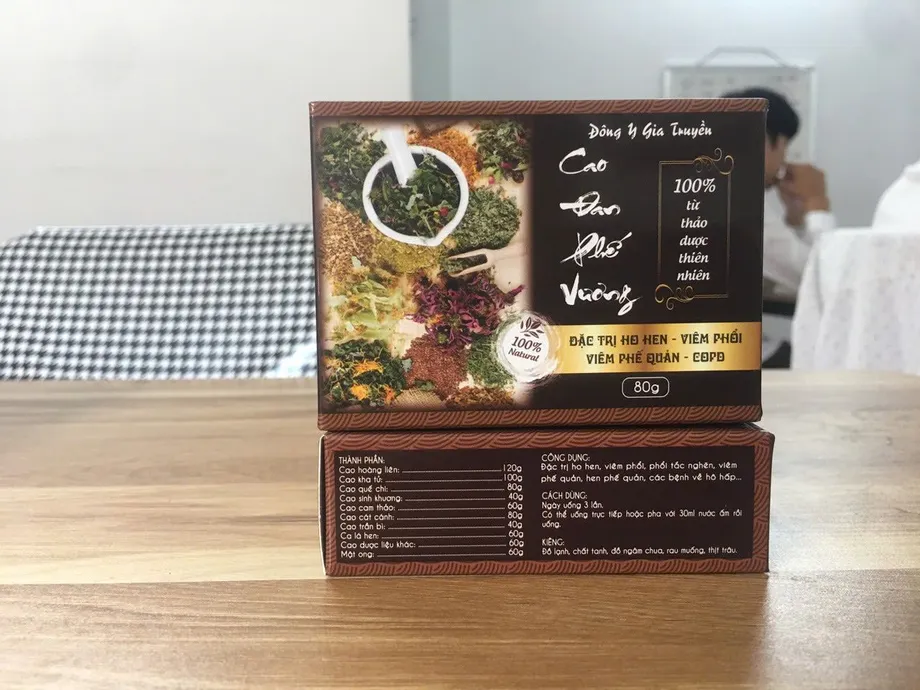 Đông Y Gia Truyền
Cao
Đan
Phế
Vương
100%
từ
thảo
dược
thiên
nhiên
100%
Natural
ĐẶC TRỊ HO HEN - VIÊM PHỔI
VIÊM PHẾ QUẢN - COPD
80g
THÀNH PHẦN:
Cao hoàng liên: 120g
Cao kha tử: 100g
Cao quế chi: 80g
Cao sinh khương: 40g
Cao cam thảo: 60g
Cao cát cánh: 80g
Cao trần bì: 40g
Ca lá hen: 60g
Cao dược liệu khác: 60g
Mật ong: 60g
CÔNG DỤNG:
Đặc trị ho hen, viêm phổi, phổi tắc nghẽn, viêm
phế quản, hen phế quản, các bệnh về hô hấp...
CÁCH DÙNG:
Ngày uống 3 lần.
Có thể uống trực tiếp hoặc pha với 30ml nước ấm rồi
uống.
KIÊNG:
Đồ lạnh, chất tanh, đồ ngâm chua, rau muống, thịt trâu.